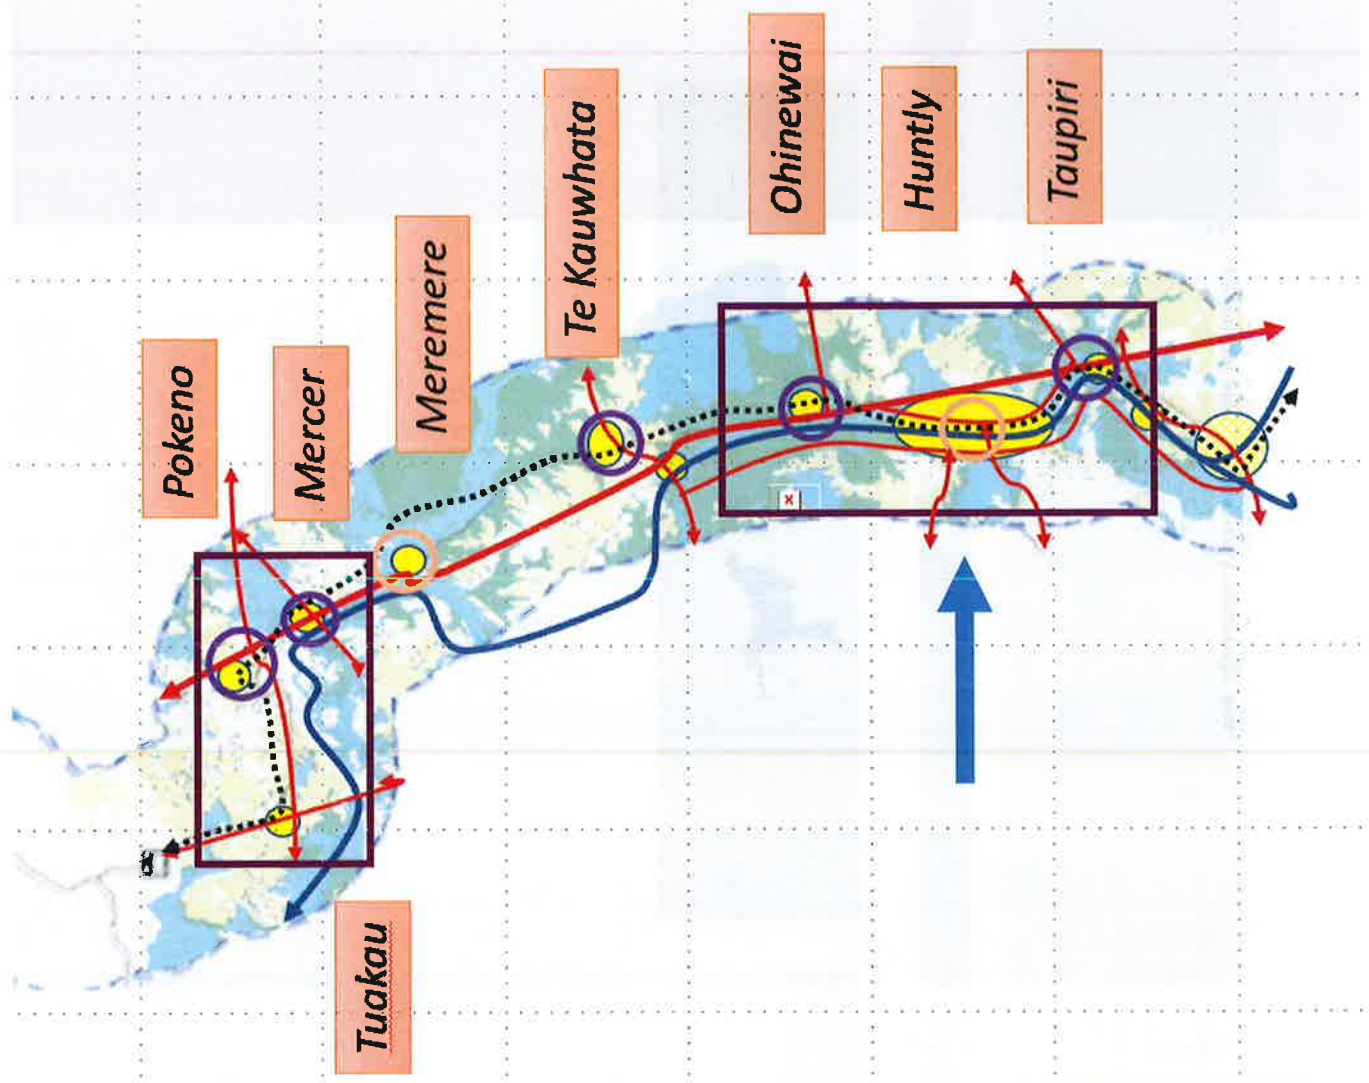 Pokeno
Mercer
Meremere
Te Kauwhata
Ohinewai
Huntly
Taupiri
Tuakau